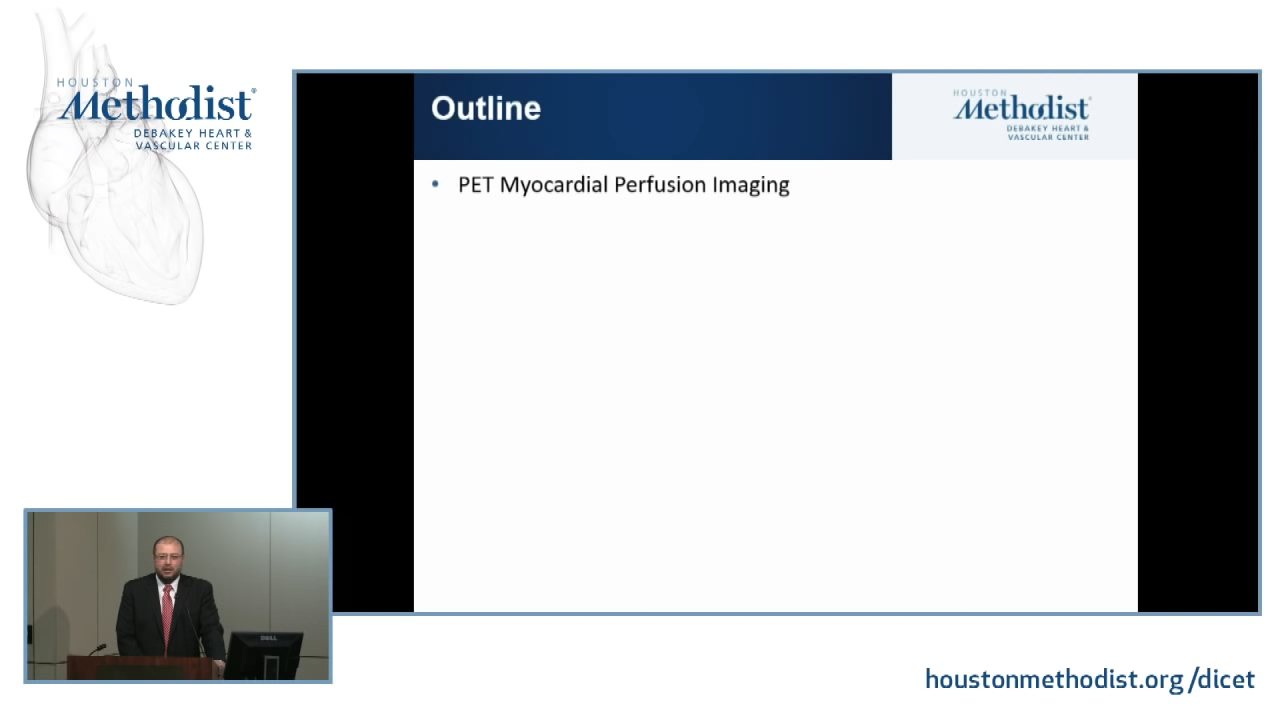 HOUSTON
Methodist®
DEBAKEY HEART &
VASCULAR CENTER
Outline
HOUSTON
Methodist
DEBAKEY HEART &
VASCULAR CENTER
• PET Myocardial Perfusion Imaging
DELL
houstonmethodist.org/dicet